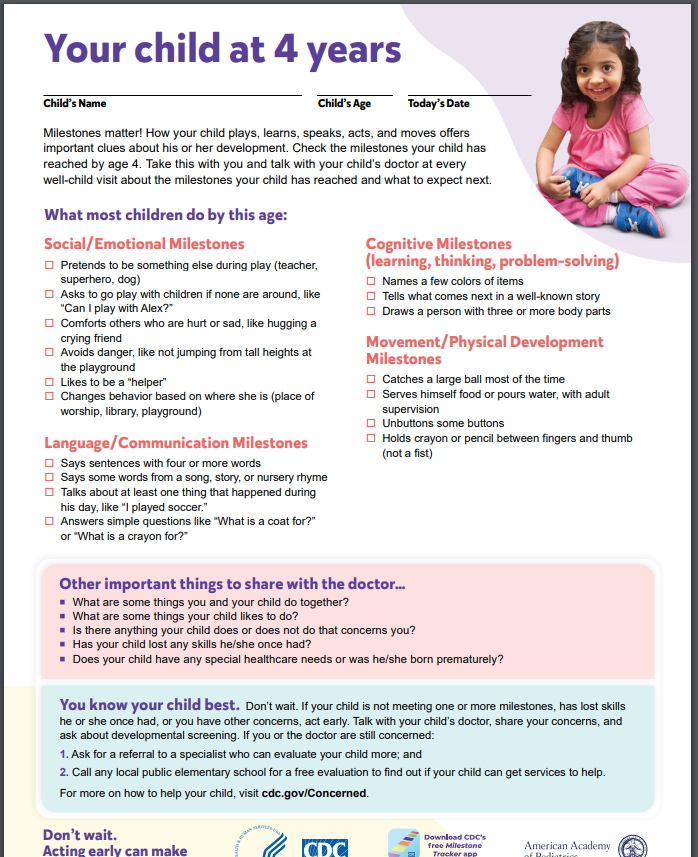 Your child at 4 years
Child's Name Child's Age Today's Date
Milestones matter! How your child plays, learns, speaks, acts, and moves offers
important clues about his or her development. Check the milestones your child has
reached by age 4. Take this with you and talk with your child's doctor at every
well-child visit about the milestones your child has reached and what to expect next.
What most children do by this age:
Social/Emotional Milestones
□ Pretends to be something else during play (teacher,
superhero, dog)
□ Asks to go play with children if none are around, like
"Can I play with Alex?"
□ Comforts others who are hurt or sad, like hugging a
crying friend
□ Avoids danger, like not jumping from tall heights at
the playground
□ Likes to be a "helper"
□ Changes behavior based on where she is (place of
worship, library, playground)
Language/Communication Milestones
□ Says sentences with four or more words
□ Says some words from a song, story, or nursery rhyme
□ Talks about at least one thing that happened during
his day, like "I played soccer."
□ Answers simple questions like "What is a coat for?"
or "What is a crayon for?"
Cognitive Milestones
(learning, thinking, problem-solving)
□ Names a few colors of items
□ Tells what comes next in a well-known story
□ Draws a person with three or more body parts
Movement/Physical Development
Milestones
□ Catches a large ball most of the time
□ Serves himself food or pours water, with adult
supervision
□ Unbuttons some buttons
□ Holds crayon or pencil between fingers and thumb
(not a fist)
Other important things to share with the doctor...
■ What are some things you and your child do together?
■ What are some things your child likes to do?
■ Is there anything your child does or does not do that concerns you?
■ Has your child lost any skills he/she once had?
■ Does your child have any special healthcare needs or was he/she born prematurely?
You know your child best. Don't wait. If your child is not meeting one or more milestones, has lost skills
he or she once had, or you have other concerns, act early. Talk with your child's doctor, share your concerns, and
ask about developmental screening. If you or the doctor are still concerned:
1. Ask for a referral to a specialist who can evaluate your child more; and
2. Call any local public elementary school for a free evaluation to find out if your child can get services to help.
For more on how to help your child, visit cdc.gov/Concerned.
Don't wait.
Acting early can make
CDC
Download CDC's
free Milestone
Tracker app
American Academy
of Pediatrics